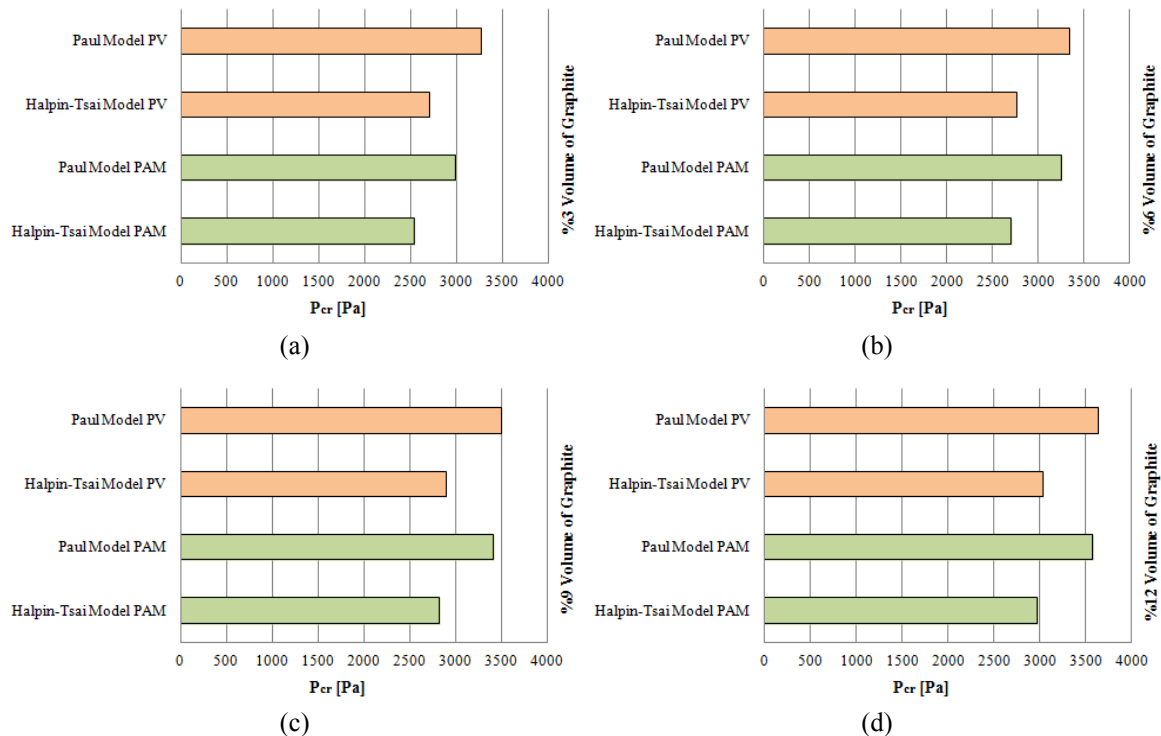 Paul Model PV
Halpin-Tsai Model PV
Paul Model PAM
Halpin-Tsai Model PAM
0 500 1000 1500 2000 2500 3000 3500 4000
Pcr [Pa]
%3 Volume of Graphite
(a)
Paul Model PV
Halpin-Tsai Model PV
Paul Model PAM
Halpin-Tsai Model PAM
0 500 1000 1500 2000 2500 3000 3500 4000
Pcr [Pa]
%6 Volume of Graphite
(b)
Paul Model PV
Halpin-Tsai Model PV
Paul Model PAM
Halpin-Tsai Model PAM
0 500 1000 1500 2000 2500 3000 3500 4000
Pcr [Pa]
%9 Volume of Graphite
(c)
Paul Model PV
Halpin-Tsai Model PV
Paul Model PAM
Halpin-Tsai Model PAM
0 500 1000 1500 2000 2500 3000 3500 4000
Pcr [Pa]
%12 Volume of Graphite
(d)